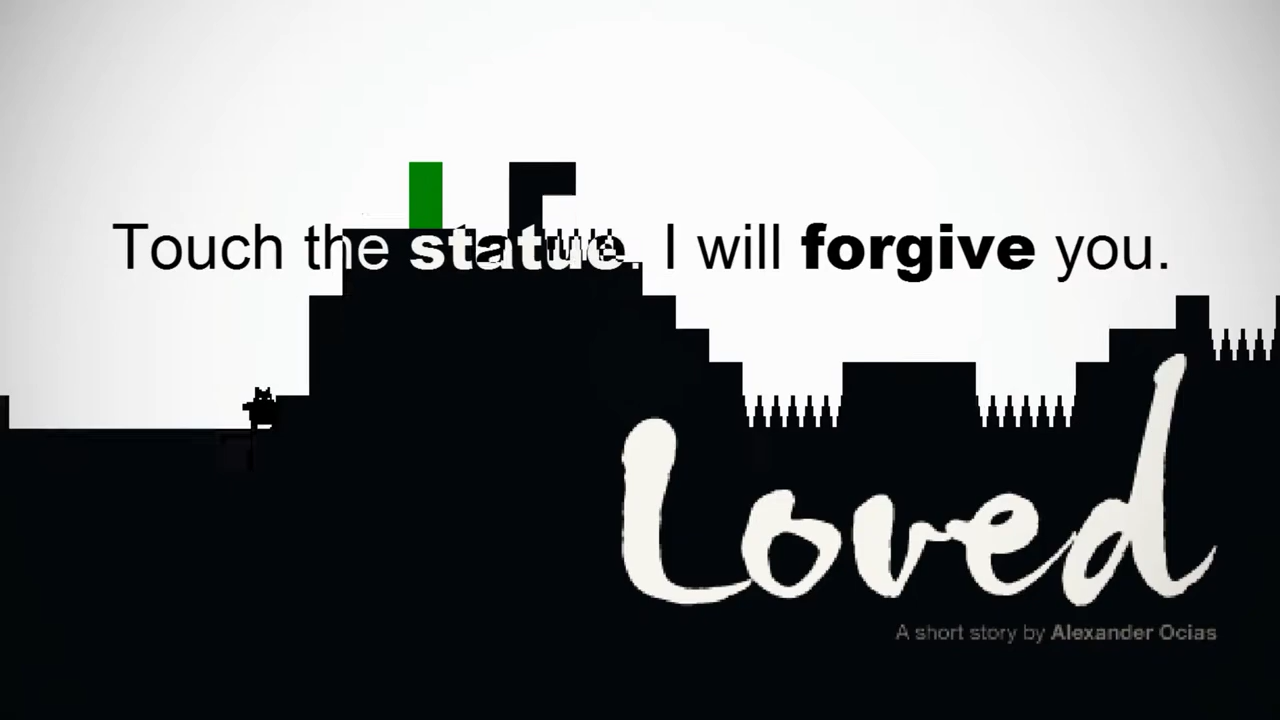 Touch the statue. I will forgive you.
Loved
A short story by Alexander Ocias